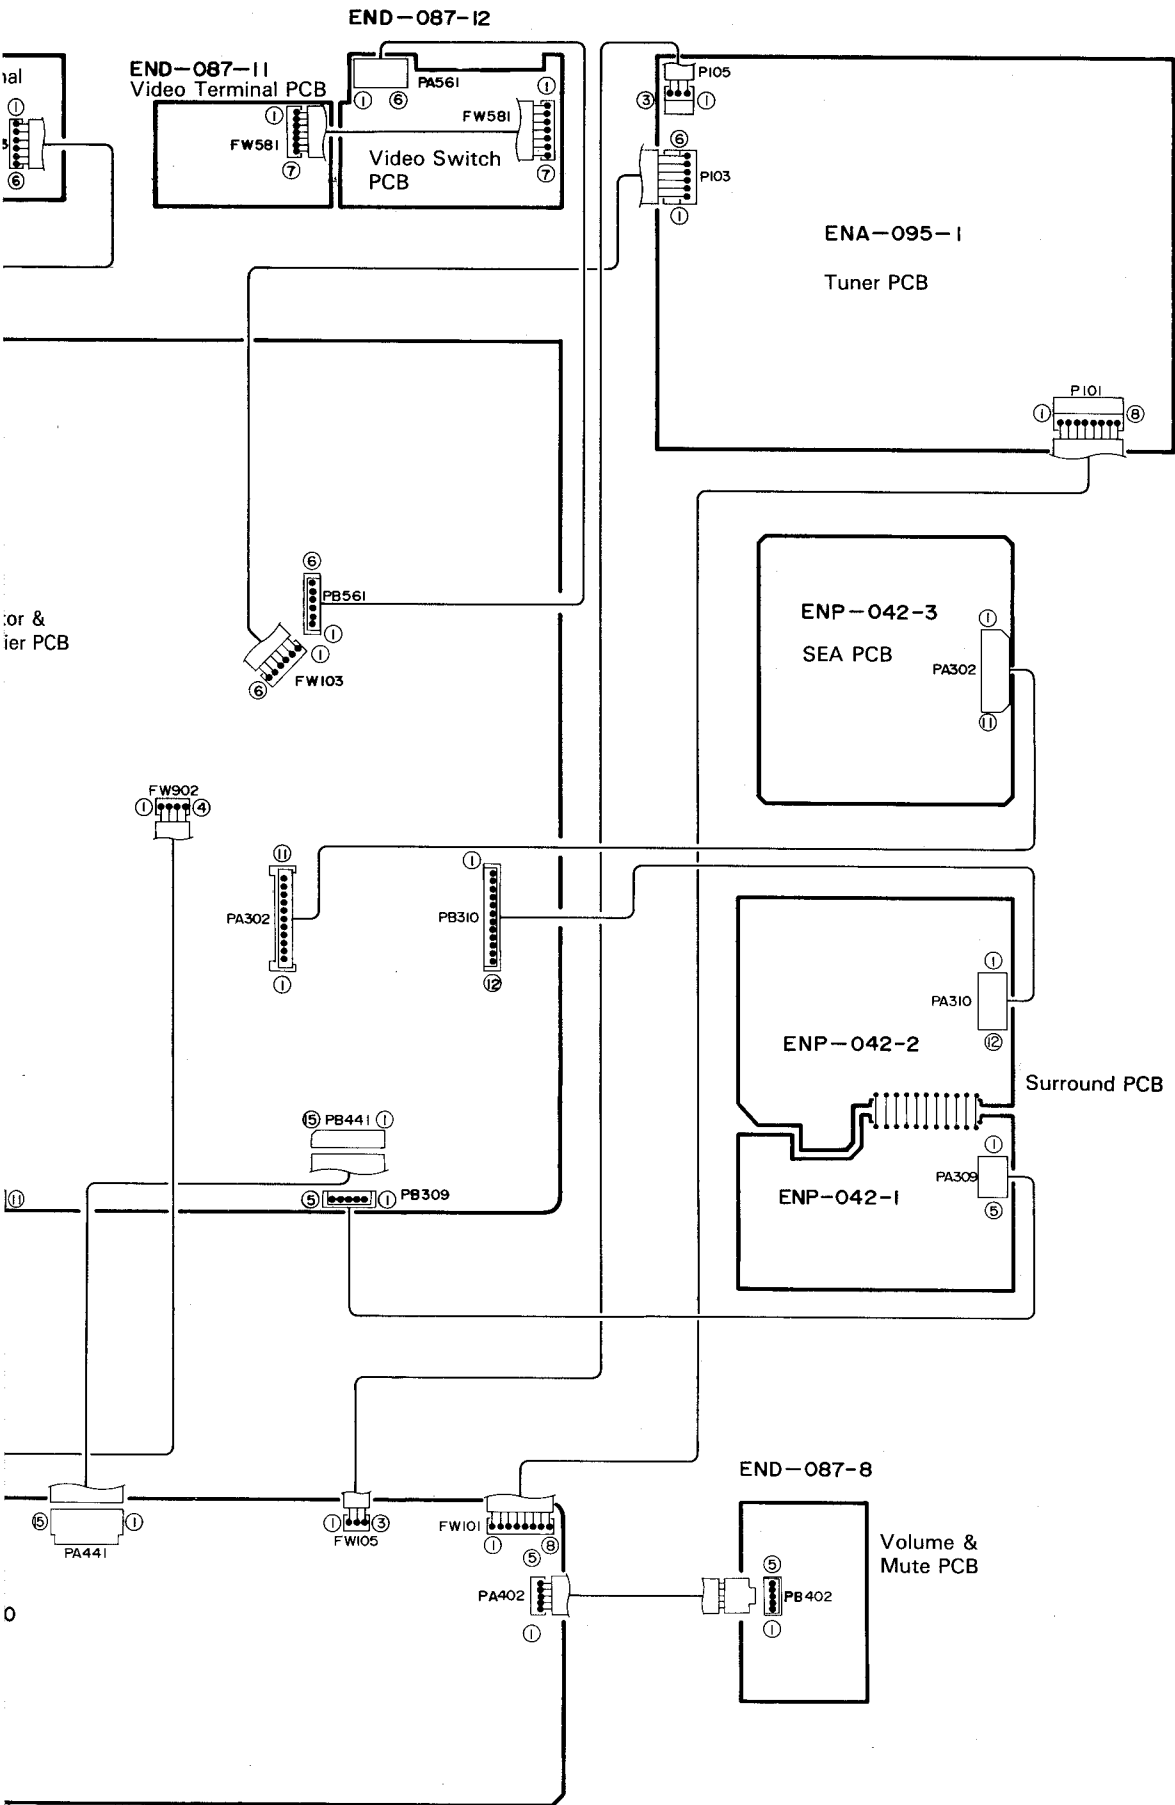 END-087-12
nal
END-087-11
Video Terminal PCB
PA561
① ⑥
FW581
①
①
FW581
⑦
⑦
Video Switch
PCB
①
⑥
P105
③ ①
⑥
P103
①
ENA-095-1
Tuner PCB
P101
① ⑧
⑥
PB561
①
①
FW103
⑥
ENP-042-3
SEA PCB
①
PA302
⑪
tor &
ier PCB
FW902
① ④
⑪
PA302
①
①
PB310
⑫
①
PA310
⑫
ENP-042-2
Surround PCB
⑮ PB441 ①
⑤ ① PB309
⑪
①
PA309
⑤
ENP-042-1
⑮ ①
PA441
① ③
FW105
FW101
① ⑧
⑤
PA402
①
END-087-8
Volume &
Mute PCB
⑤
PB402
①